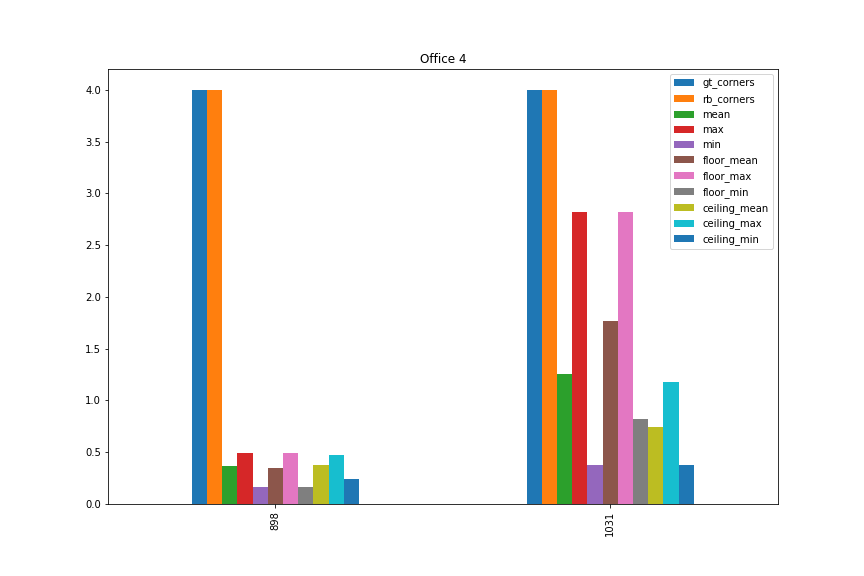 Office 4
4.0
3.5
3.0
2.5
2.0
1.5
1.0
0.5
0.0
gt_corners
rb_corners
mean
max
min
floor_mean
floor_max
floor_min
ceiling_mean
ceiling_max
ceiling_min
898
1031